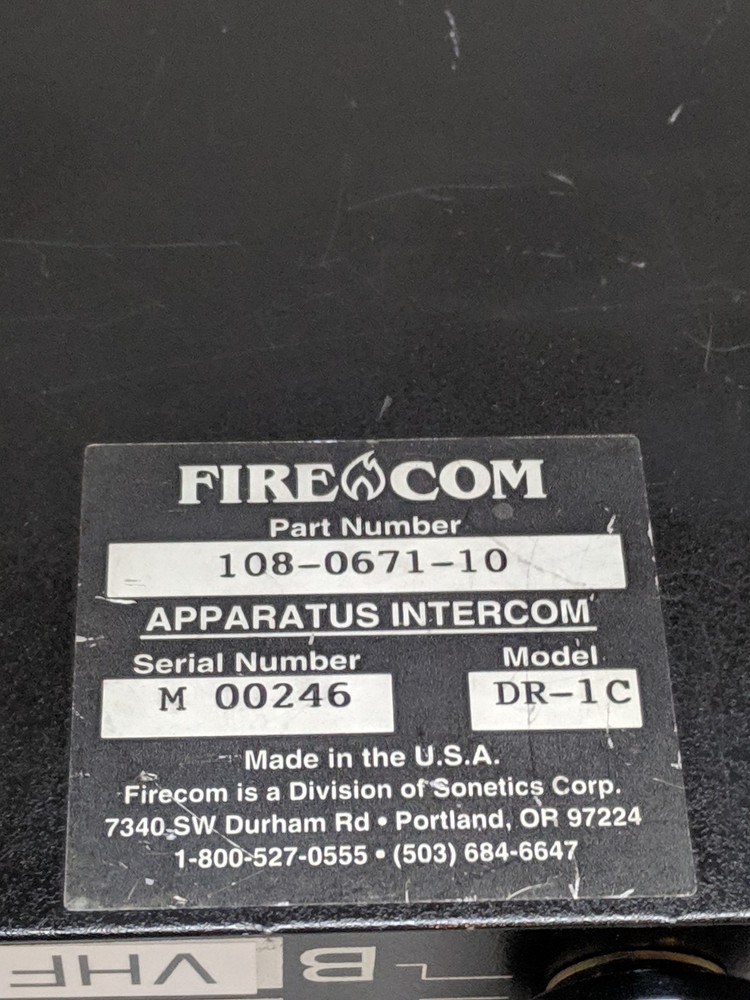 FIRECOM
Part Number
108-0671-10
APPARATUS INTERCOM
Serial Number
Model
M 00246
DR-1C
Made in the U.S.A.
Firecom is a Division of Sonetics Corp.
7340 SW Durham Rd • Portland, OR 97224
1-800-527-0555 • (503) 684-6647
VHF
B